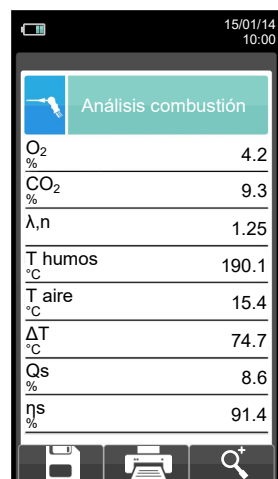 15/01/14
10:00
Análisis combustión
O₂
%
4.2
CO₂
%
9.3
λ,n
1.25
T humos
°C
190.1
T aire
°C
15.4
ΔT
°C
74.7
Qs
%
8.6
ηs
%
91.4